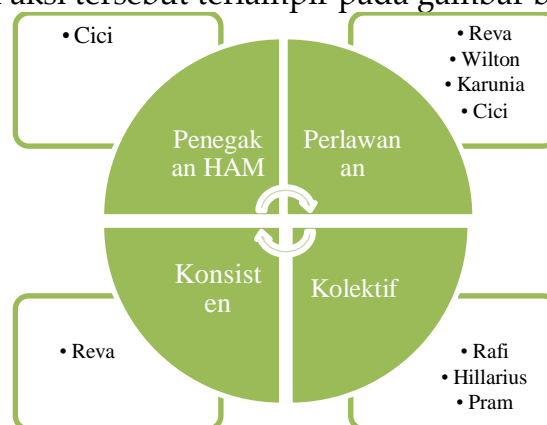 aksi tersebut terlampir pada gambar b
• Cici
• Reva
• Wilton
• Karunia
• Cici
Penegak
an HAM
Perlawan
an
Konsist
en
Kolektif
• Reva
• Rafi
• Hillarius
• Pram